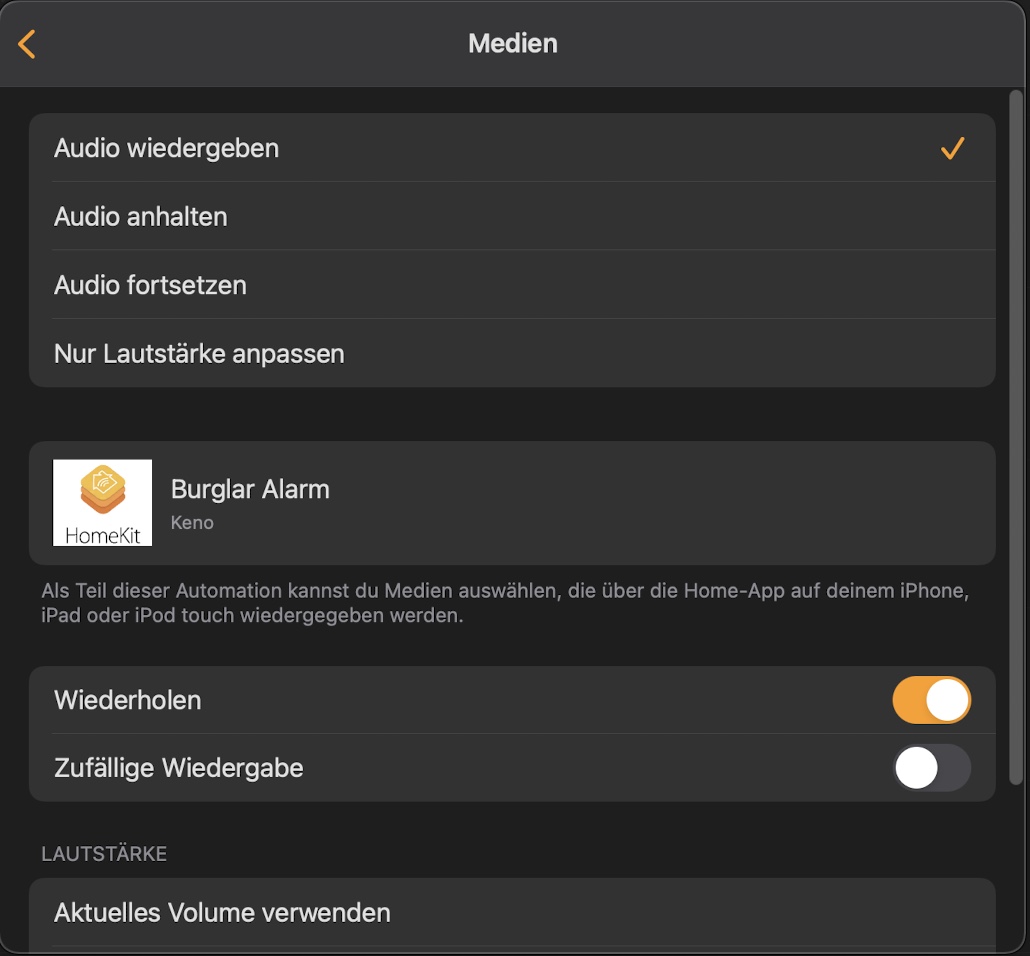 Medien
Audio wiedergeben
Audio anhalten
Audio fortsetzen
Nur Lautstärke anpassen
HomeKit
Burglar Alarm
Keno
Als Teil dieser Automation kannst du Medien auswählen, die über die Home-App auf deinem iPhone,
iPad oder iPod touch wiedergegeben werden.
Wiederholen
Zufällige Wiedergabe
LAUTSTÄRKE
Aktuelles Volume verwenden